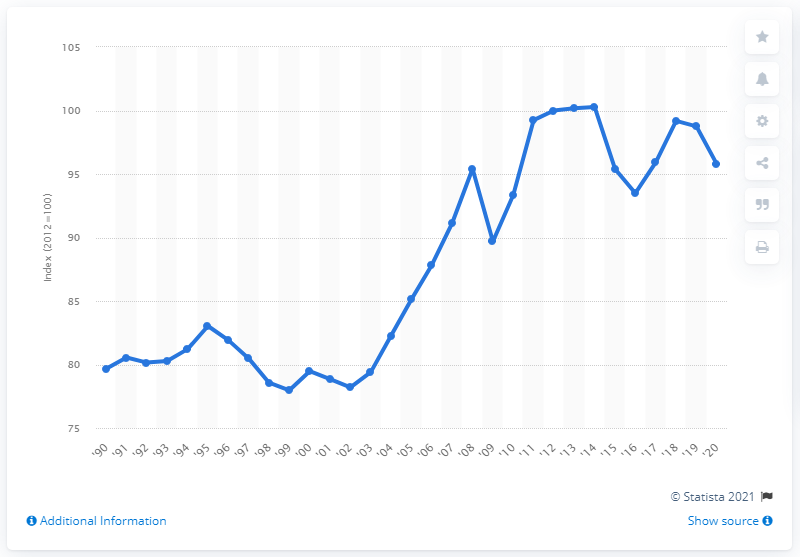 105
100
95
90
85
80
75
Index (2012=100)
'90 '91 '92 '93 '94 '95 '96 '97 '98 '99 '00 '01 '02 '03 '04 '05 '06 '07 '08 '09 '10 '11 '12 '13 '14 '15 '16 '17 '18 '19 '20
© Statista 2021
Additional Information
Show source